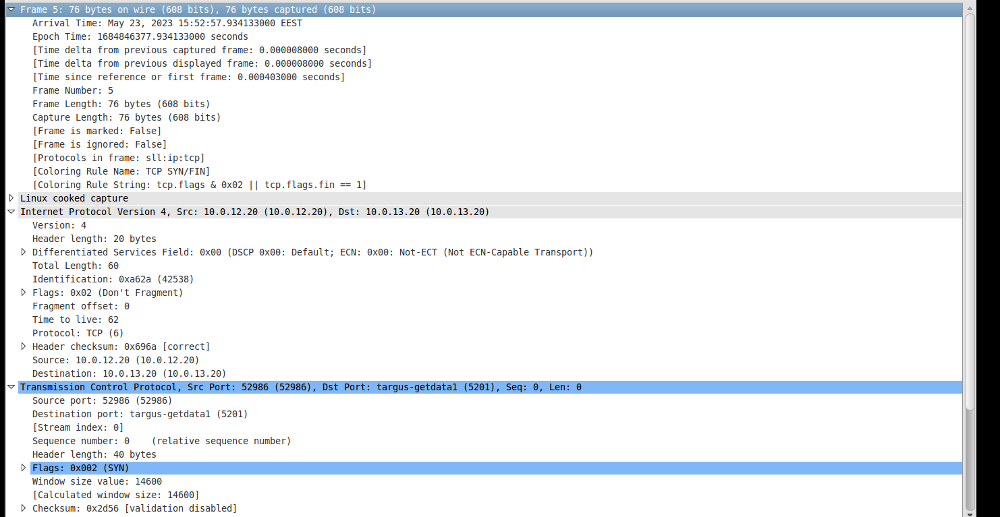 Frame 5: 76 bytes on wire (608 bits), 76 bytes captured (608 bits)
Arrival Time: May 23, 2023 15:52:57.934133000 EEST
Epoch Time: 1684846377.934133000 seconds
[Time delta from previous captured frame: 0.000008000 seconds]
[Time delta from previous displayed frame: 0.000008000 seconds]
[Time since reference or first frame: 0.000403000 seconds]
Frame Number: 5
Frame Length: 76 bytes (608 bits)
Capture Length: 76 bytes (608 bits)
[Frame is marked: False]
[Frame is ignored: False]
[Protocols in frame: sll:ip:tcp]
[Coloring Rule Name: TCP SYN/FIN]
[Coloring Rule String: tcp.flags & 0x02 || tcp.flags.fin == 1]
Linux cooked capture
Internet Protocol Version 4, Src: 10.0.12.20 (10.0.12.20), Dst: 10.0.13.20 (10.0.13.20)
Version: 4
Header length: 20 bytes
Differentiated Services Field: 0x00 (DSCP 0x00: Default; ECN: 0x00: Not-ECT (Not ECN-Capable Transport))
Total Length: 60
Identification: 0xa62a (42538)
Flags: 0x02 (Don't Fragment)
Fragment offset: 0
Time to live: 62
Protocol: TCP (6)
Header checksum: 0x696a [correct]
Source: 10.0.12.20 (10.0.12.20)
Destination: 10.0.13.20 (10.0.13.20)
Transmission Control Protocol, Src Port: 52986 (52986), Dst Port: targus-getdata1 (5201), Seq: 0, Len: 0
Source port: 52986 (52986)
Destination port: targus-getdata1 (5201)
[Stream index: 0]
Sequence number: 0    (relative sequence number)
Header length: 40 bytes
Flags: 0x002 (SYN)
Window size value: 14600
[Calculated window size: 14600]
Checksum: 0x2d56 [validation disabled]